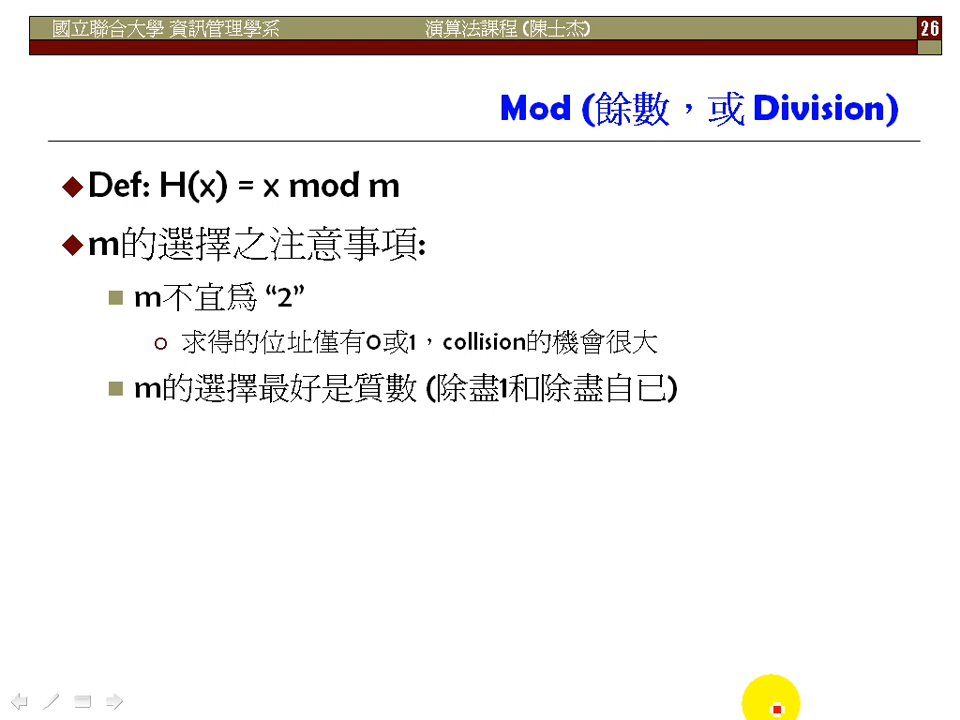 國立聯合大學 資訊管理學系 演算法課程 (陳士杰) 26
Mod (餘數，或 Division)
Def: H(x) = x mod m
m的選擇之注意事項:
m不宜為 “2”
求得的位址僅有0或1，collision的機會很大
m的選擇最好是質數 (除盡1和除盡自已)